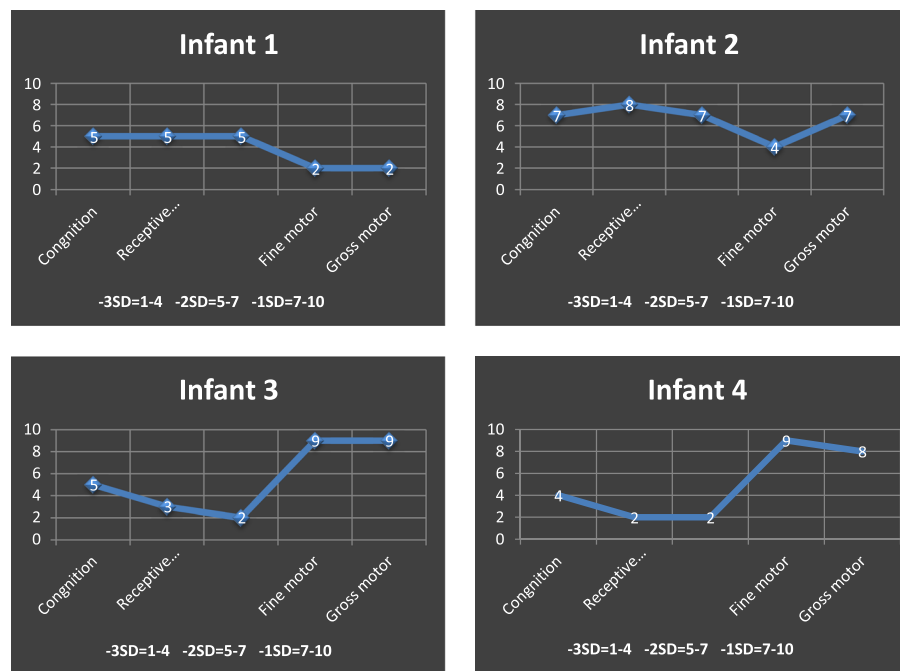 Infant 1
10
8
6
4
2
0
5 5 5 2 2
Congnition Receptive... Fine motor Gross motor
-3SD=1-4 -2SD=5-7 -1SD=7-10
Infant 2
10
8
6
4
2
0
7 8 7 4 7
Congnition Receptive... Fine motor Gross motor
-3SD=1-4 -2SD=5-7 -1SD=7-10
Infant 3
10
8
6
4
2
0
5 3 2 9 9
Congnition Receptive... Fine motor Gross motor
-3SD=1-4 -2SD=5-7 -1SD=7-10
Infant 4
10
8
6
4
2
0
4 2 2 9 8
Congnition Receptive... Fine motor Gross motor
-3SD=1-4 -2SD=5-7 -1SD=7-10